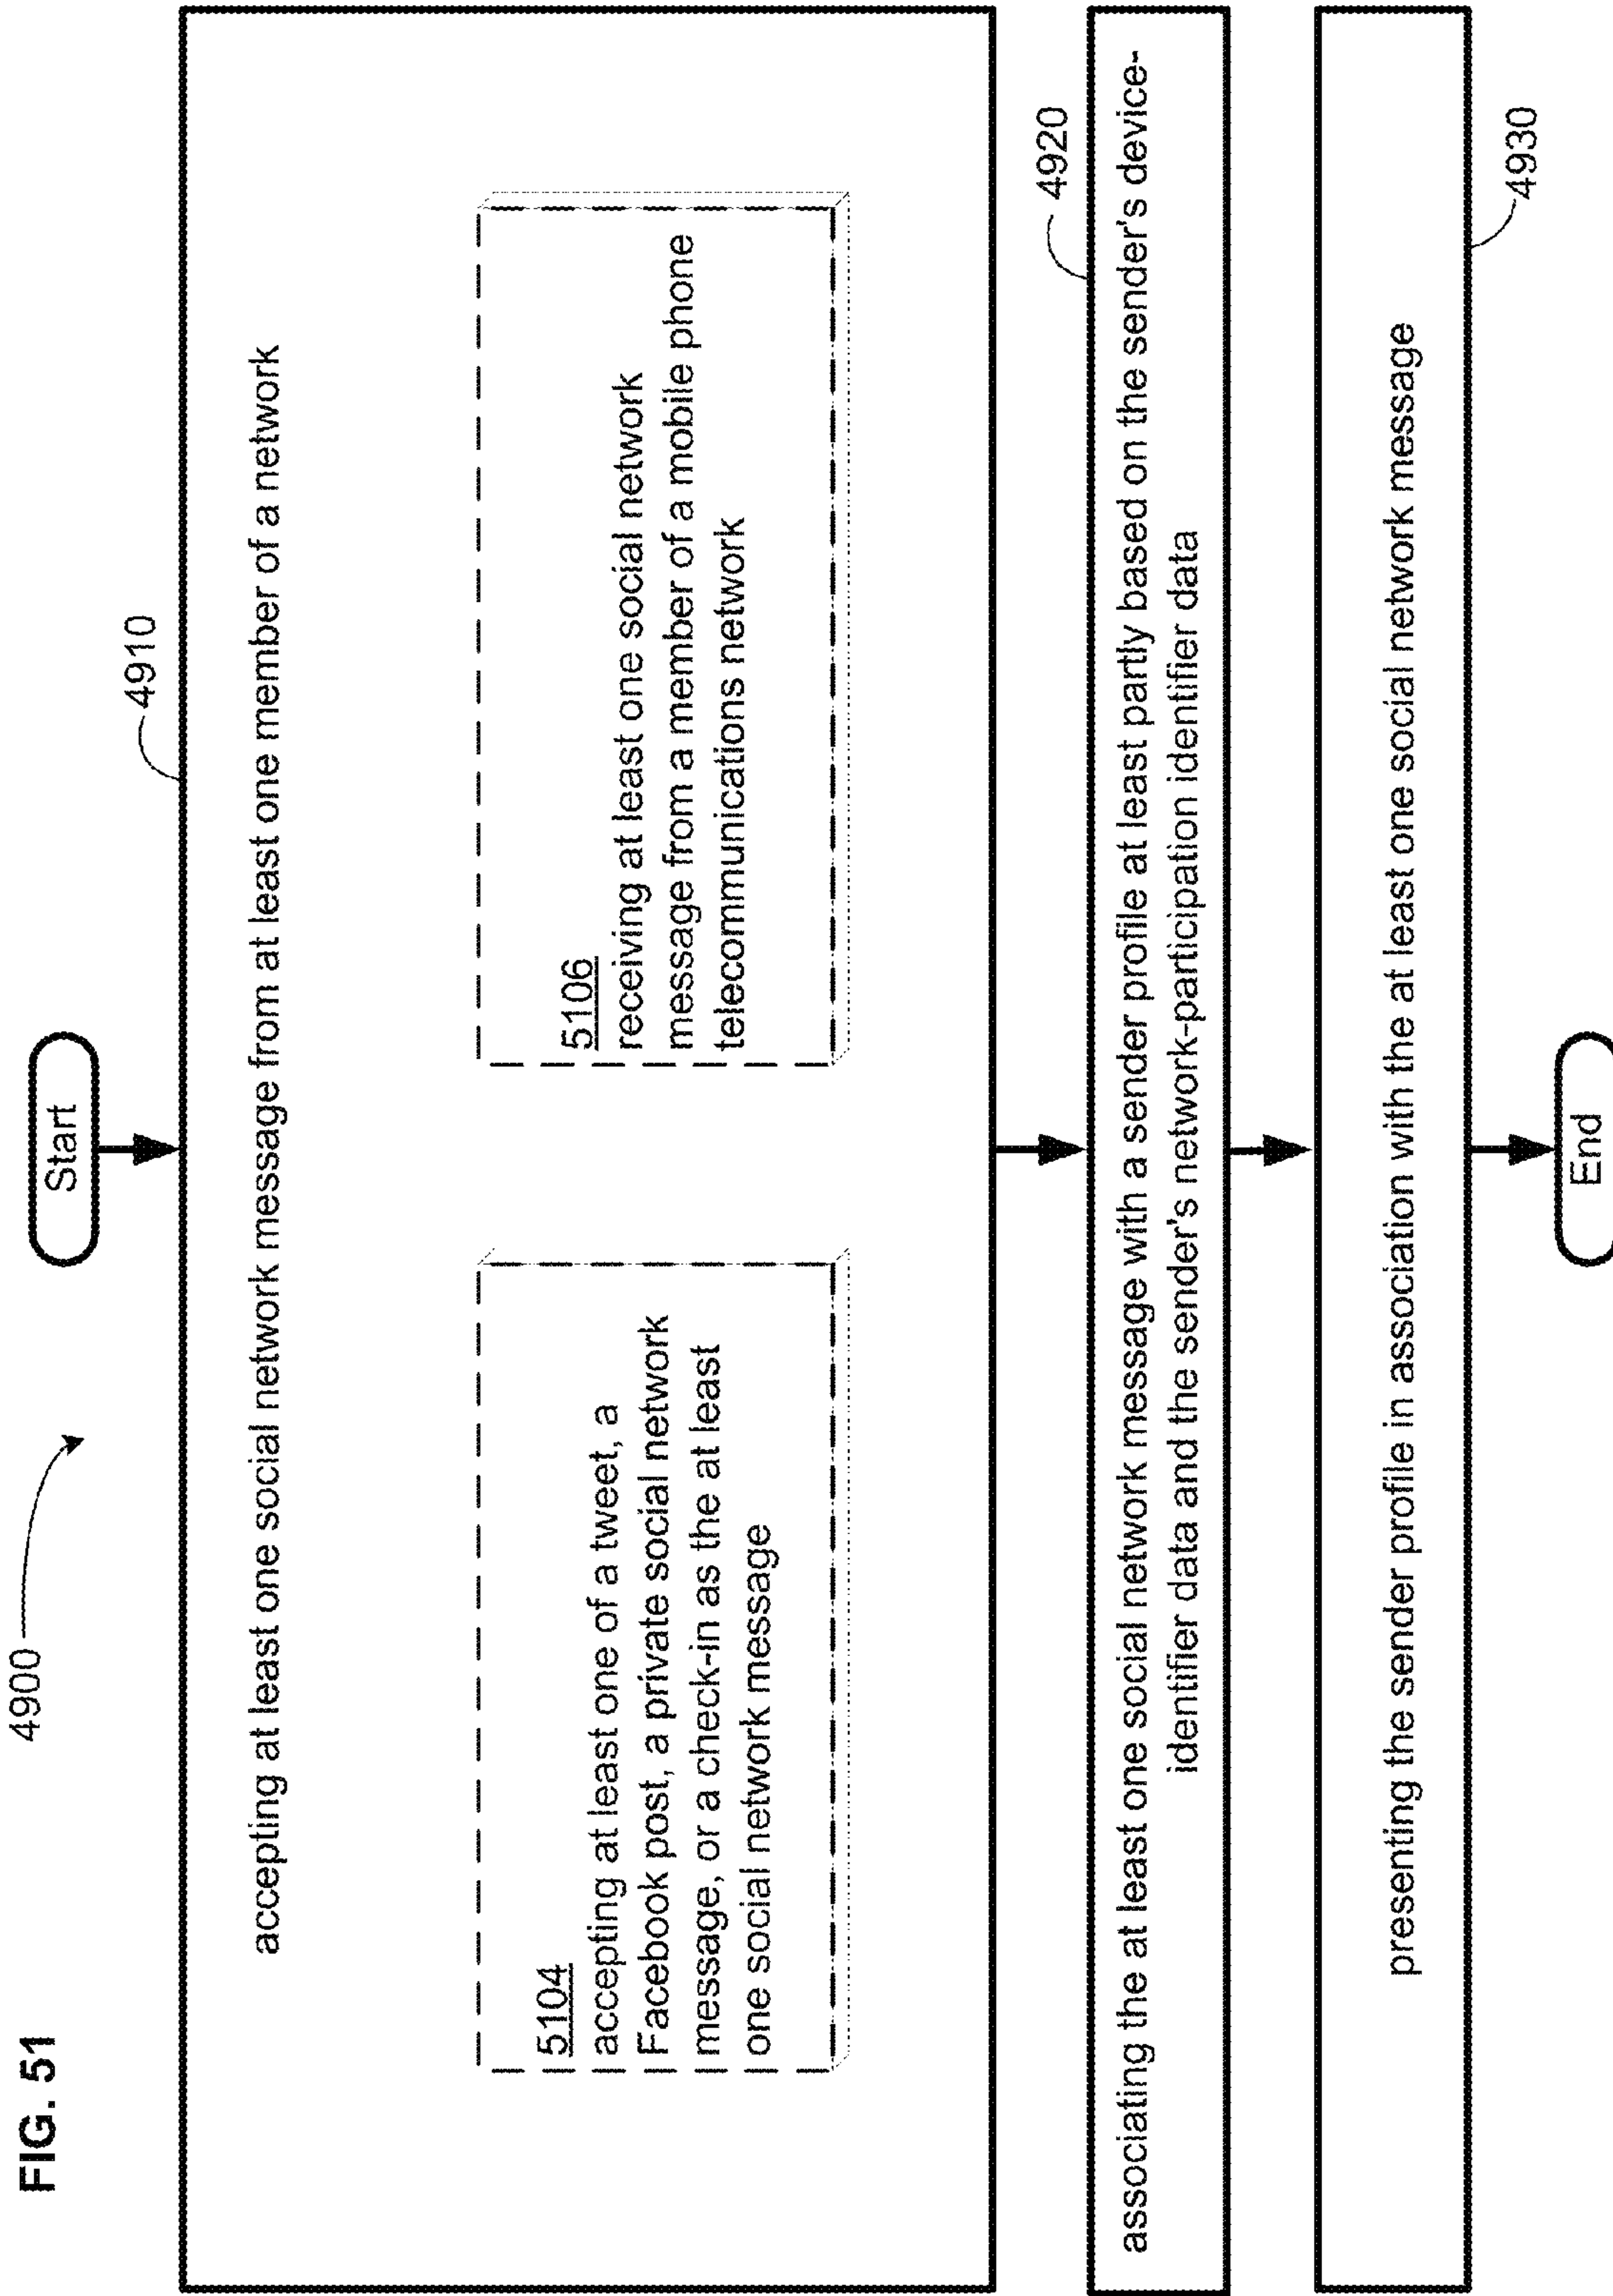 FIG. 51
4900
Start
4910
accepting at least one social network message from at least one member of a network
5104
accepting at least one of a tweet, a
Facebook post, a private social network
message, or a check-in as the at least
one social network message
5106
receiving at least one social network
message from a member of a mobile phone
telecommunications network
4920
associating the at least one social network message with a sender profile at least partly based on the sender's device-
identifier data and the sender's network-participation identifier data
4930
presenting the sender profile in association with the at least one social network message
End